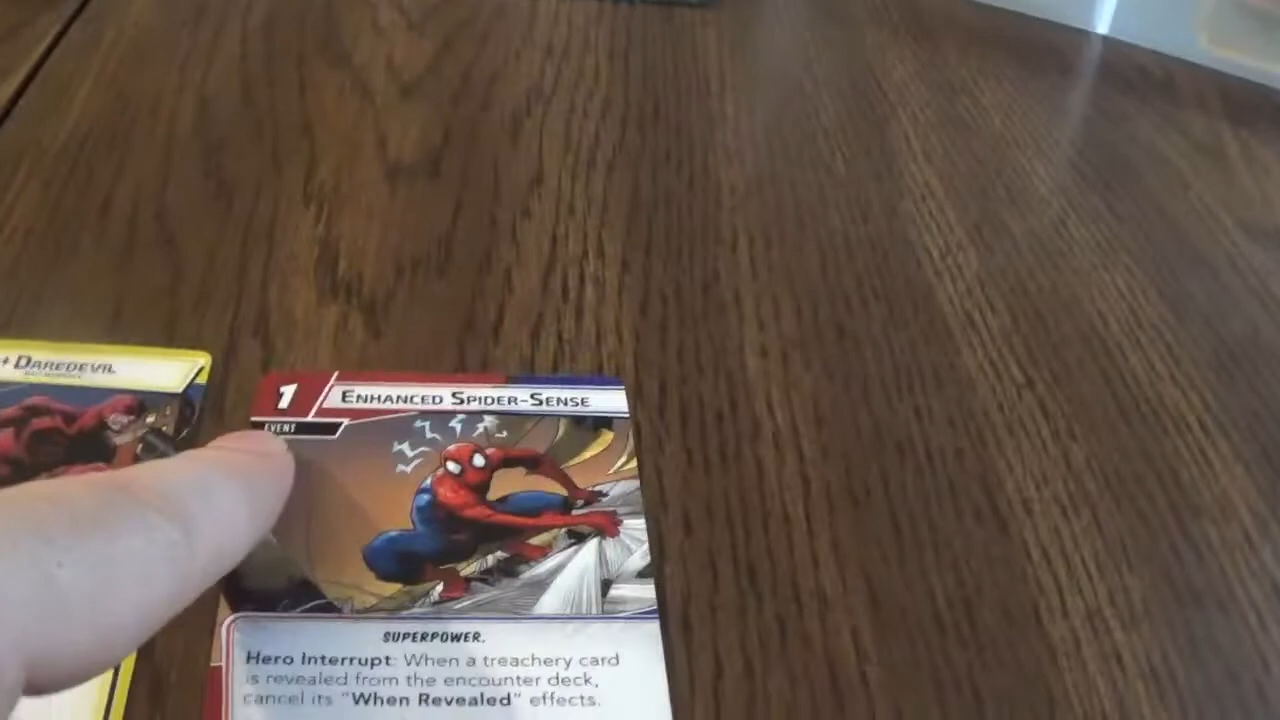 DAREDEVIL
1
ENHANCED SPIDER-SENSE
EVENT
SUPERPOWER.
Hero Interrupt: When a treachery card
is revealed from the encounter deck,
cancel its "When Revealed" effects.